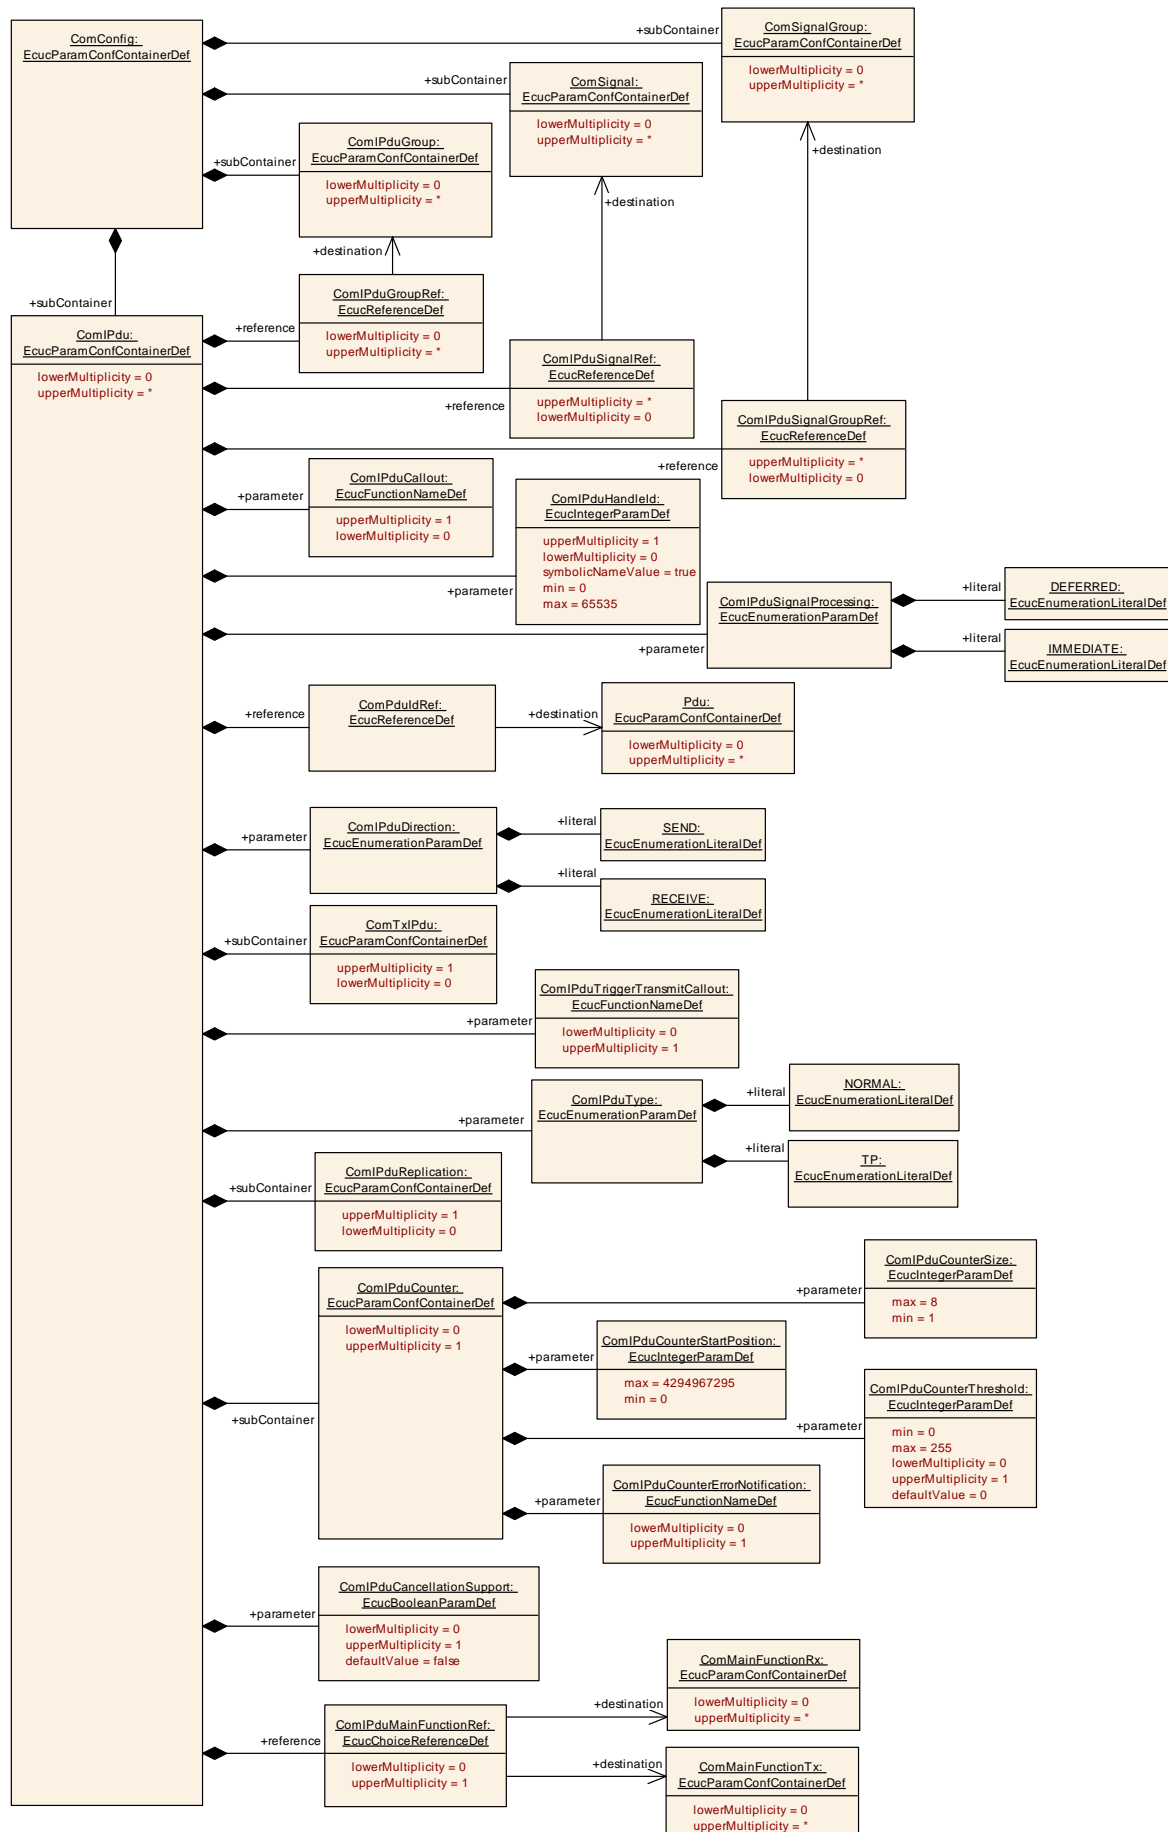 ComConfig:
EcucParamConfContainerDef
+subContainer
ComSignalGroup:
EcucParamConfContainerDef
lowerMultiplicity = 0
upperMultiplicity = *
+subContainer
ComSignal:
EcucParamConfContainerDef
lowerMultiplicity = 0
upperMultiplicity = *
+subContainer
ComIPduGroup:
EcucParamConfContainerDef
lowerMultiplicity = 0
upperMultiplicity = *
+destination
+destination
+destination
+subContainer
ComIPdu:
EcucParamConfContainerDef
lowerMultiplicity = 0
upperMultiplicity = *
+reference
ComIPduGroupRef:
EcucReferenceDef
lowerMultiplicity = 0
upperMultiplicity = *
+reference
ComIPduSignalRef:
EcucReferenceDef
upperMultiplicity = *
lowerMultiplicity = 0
+reference
ComIPduSignalGroupRef:
EcucReferenceDef
upperMultiplicity = *
lowerMultiplicity = 0
+parameter
ComIPduCallout:
EcucFunctionNameDef
upperMultiplicity = 1
lowerMultiplicity = 0
+parameter
ComIPduHandleId:
EcucIntegerParamDef
upperMultiplicity = 1
lowerMultiplicity = 0
symbolicNameValue = true
min = 0
max = 65535
+parameter
ComIPduSignalProcessing:
EcucEnumerationParamDef
+literal
DEFERRED:
EcucEnumerationLiteralDef
+literal
IMMEDIATE:
EcucEnumerationLiteralDef
+reference
ComPduIdRef:
EcucReferenceDef
+destination
Pdu:
EcucParamConfContainerDef
lowerMultiplicity = 0
upperMultiplicity = *
+parameter
ComIPduDirection:
EcucEnumerationParamDef
+literal
SEND:
EcucEnumerationLiteralDef
+literal
RECEIVE:
EcucEnumerationLiteralDef
+subContainer
ComTxIPdu:
EcucParamConfContainerDef
upperMultiplicity = 1
lowerMultiplicity = 0
+parameter
ComIPduTriggerTransmitCallout:
EcucFunctionNameDef
lowerMultiplicity = 0
upperMultiplicity = 1
+parameter
ComIPduType:
EcucEnumerationParamDef
+literal
NORMAL:
EcucEnumerationLiteralDef
+literal
TP:
EcucEnumerationLiteralDef
+subContainer
ComIPduReplication:
EcucParamConfContainerDef
upperMultiplicity = 1
lowerMultiplicity = 0
+subContainer
ComIPduCounter:
EcucParamConfContainerDef
lowerMultiplicity = 0
upperMultiplicity = 1
+parameter
ComIPduCounterSize:
EcucIntegerParamDef
max = 8
min = 1
+parameter
ComIPduCounterStartPosition:
EcucIntegerParamDef
max = 4294967295
min = 0
+parameter
ComIPduCounterThreshold:
EcucIntegerParamDef
min = 0
max = 255
lowerMultiplicity = 0
upperMultiplicity = 1
defaultValue = 0
+parameter
ComIPduCounterErrorNotification:
EcucFunctionNameDef
lowerMultiplicity = 0
upperMultiplicity = 1
+parameter
ComIPduCancellationSupport:
EcucBooleanParamDef
lowerMultiplicity = 0
upperMultiplicity = 1
defaultValue = false
+reference
ComIPduMainFunctionRef:
EcucChoiceReferenceDef
lowerMultiplicity = 0
upperMultiplicity = 1
+destination
ComMainFunctionRx:
EcucParamConfContainerDef
lowerMultiplicity = 0
upperMultiplicity = *
+destination
ComMainFunctionTx:
EcucParamConfContainerDef
lowerMultiplicity = 0
upperMultiplicity = *